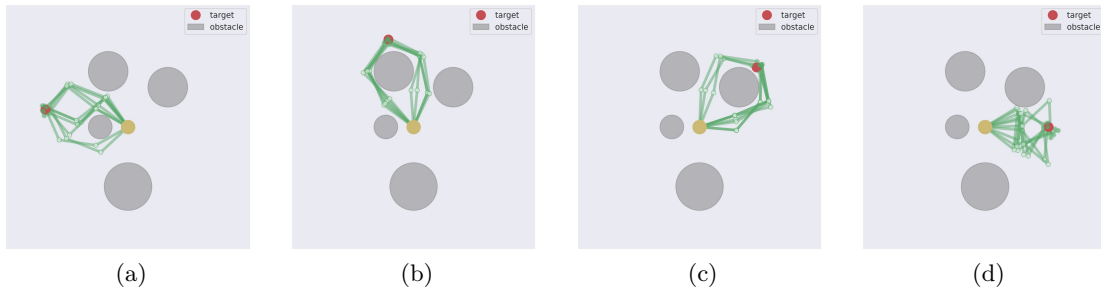 target
obstacle
target
obstacle
target
obstacle
target
obstacle
(a)
(b)
(c)
(d)